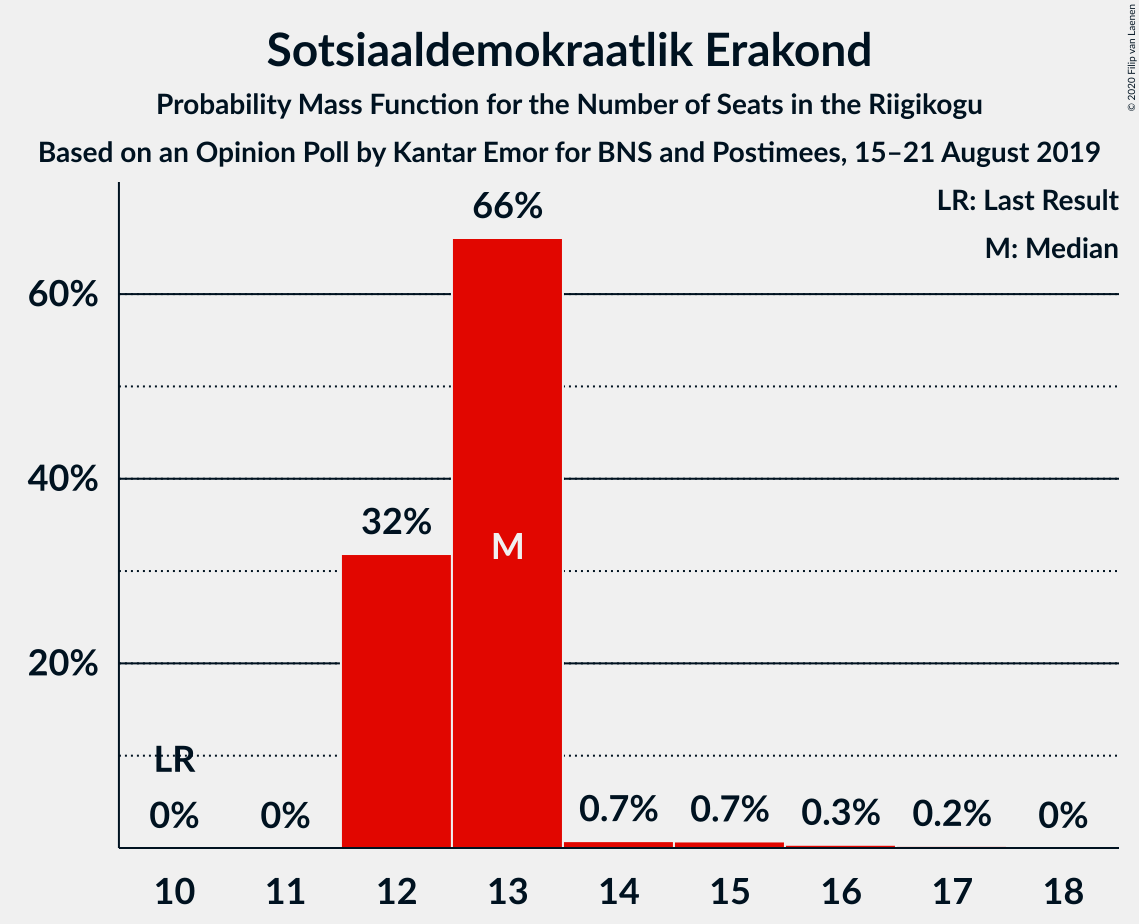 Sotsiaaldemokraatlik Erakond
Probability Mass Function for the Number of Seats in the Riigikogu
Based on an Opinion Poll by Kantar Emor for BNS and Postimees, 15–21 August 2019
© 2020 Filip van Laenen
LR: Last Result
M: Median
66%
60%
40%
32%
M
20%
LR
0% 0% 0.7% 0.7% 0.3% 0.2% 0%
10 11 12 13 14 15 16 17 18